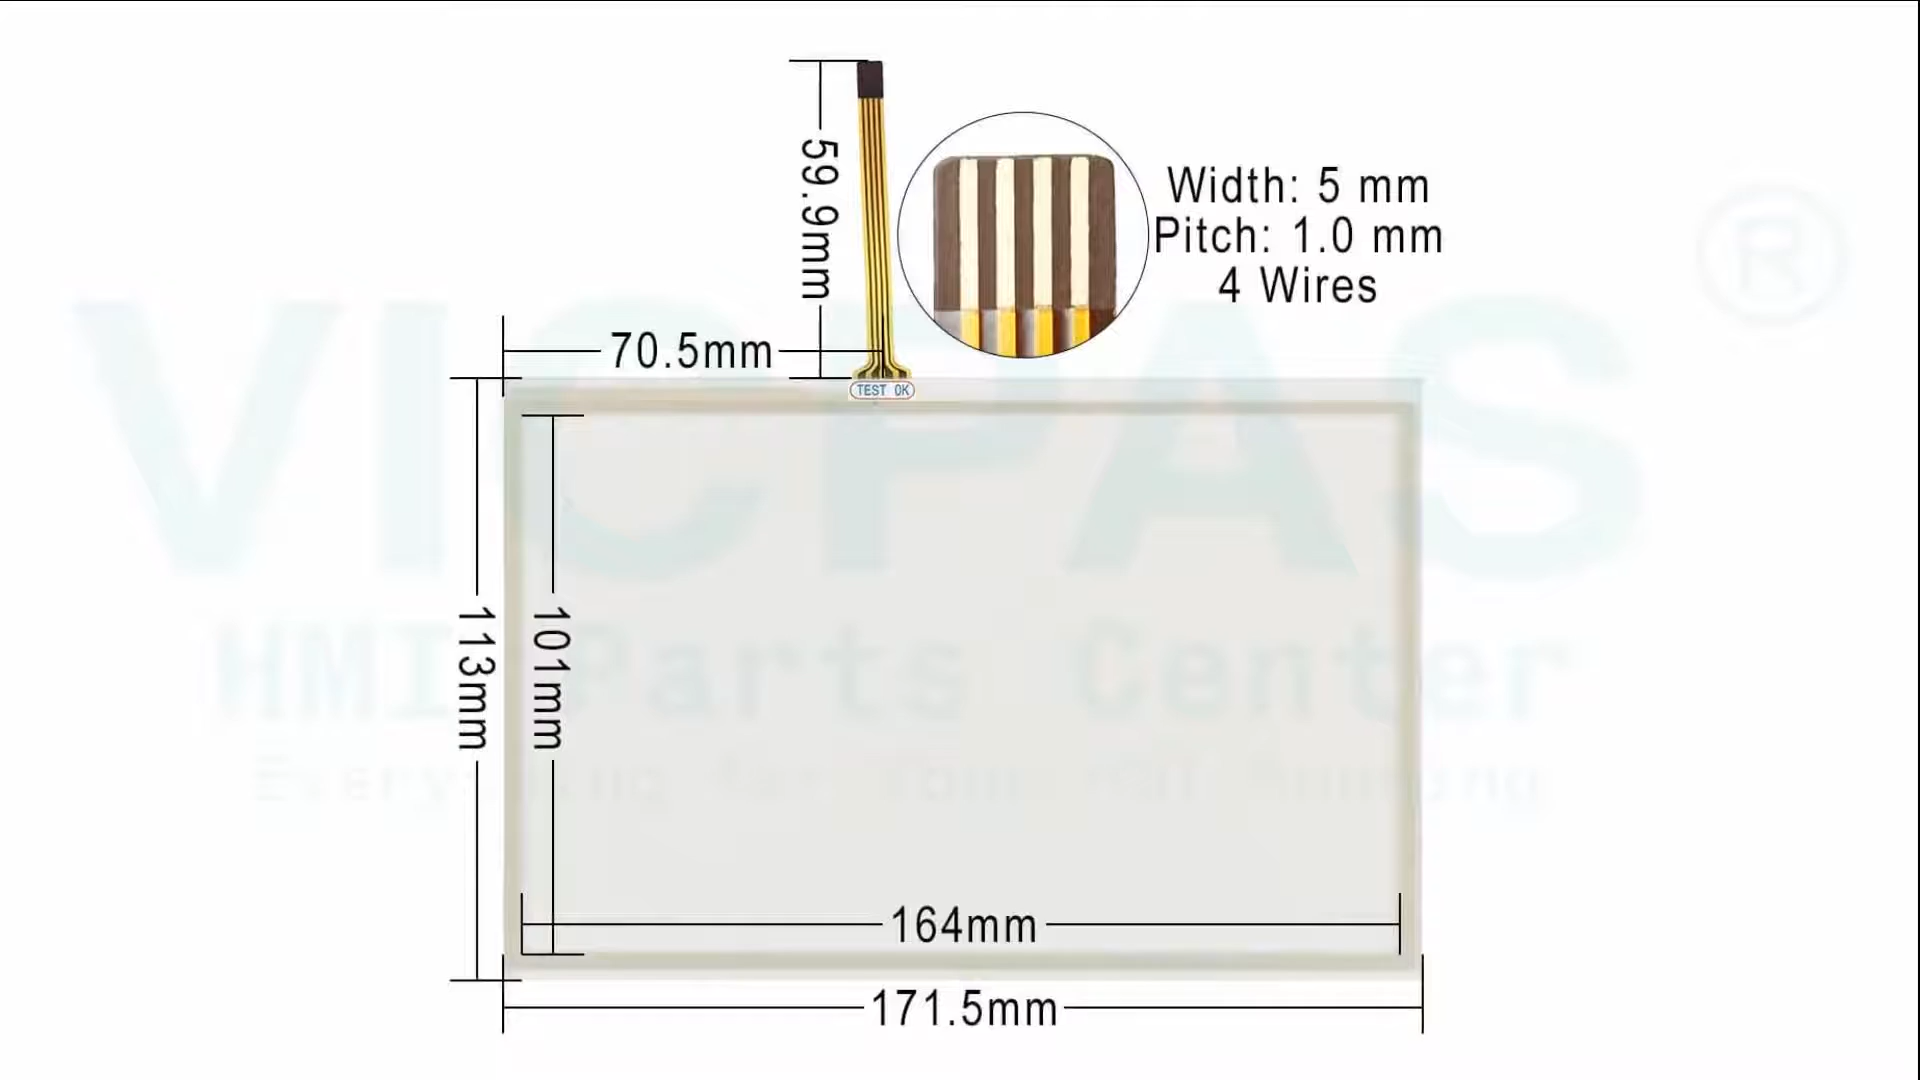 59.9mm
Width: 5 mm
Pitch: 1.0 mm
4 Wires
®
70.5mm
TEST OK
VICPAS
113mm
101mm
HMI Parts Center
164mm
171.5mm